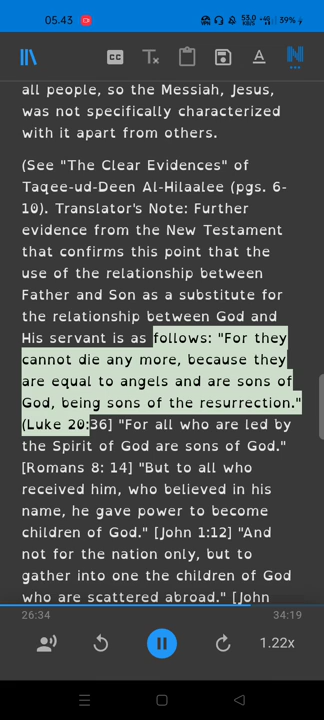 05.43
53.0
39%
CC
all people, so the Messiah, Jesus,
was not specifically characterized
with it apart from others.
(See "The Clear Evidences" of
Taqee-ud-Deen Al-Hilaalee (pgs. 6-
10). Translator's Note: Further
evidence from the New Testament
that confirms this point that the
use of the relationship between
Father and Son as a substitute for
the relationship between God and
His servant is as follows: "For they
cannot die any more, because they
are equal to angels and are sons of
God, being sons of the resurrection."
(Luke 20:36] "For all who are led by
the Spirit of God are sons of God."
[Romans 8: 14] "But to all who
received him, who believed in his
name, he gave power to become
children of God." [John 1:12] "And
not for the nation only, but to
gather into one the children of God
who are scattered abroad." [John
26:34 34:19
1.22x